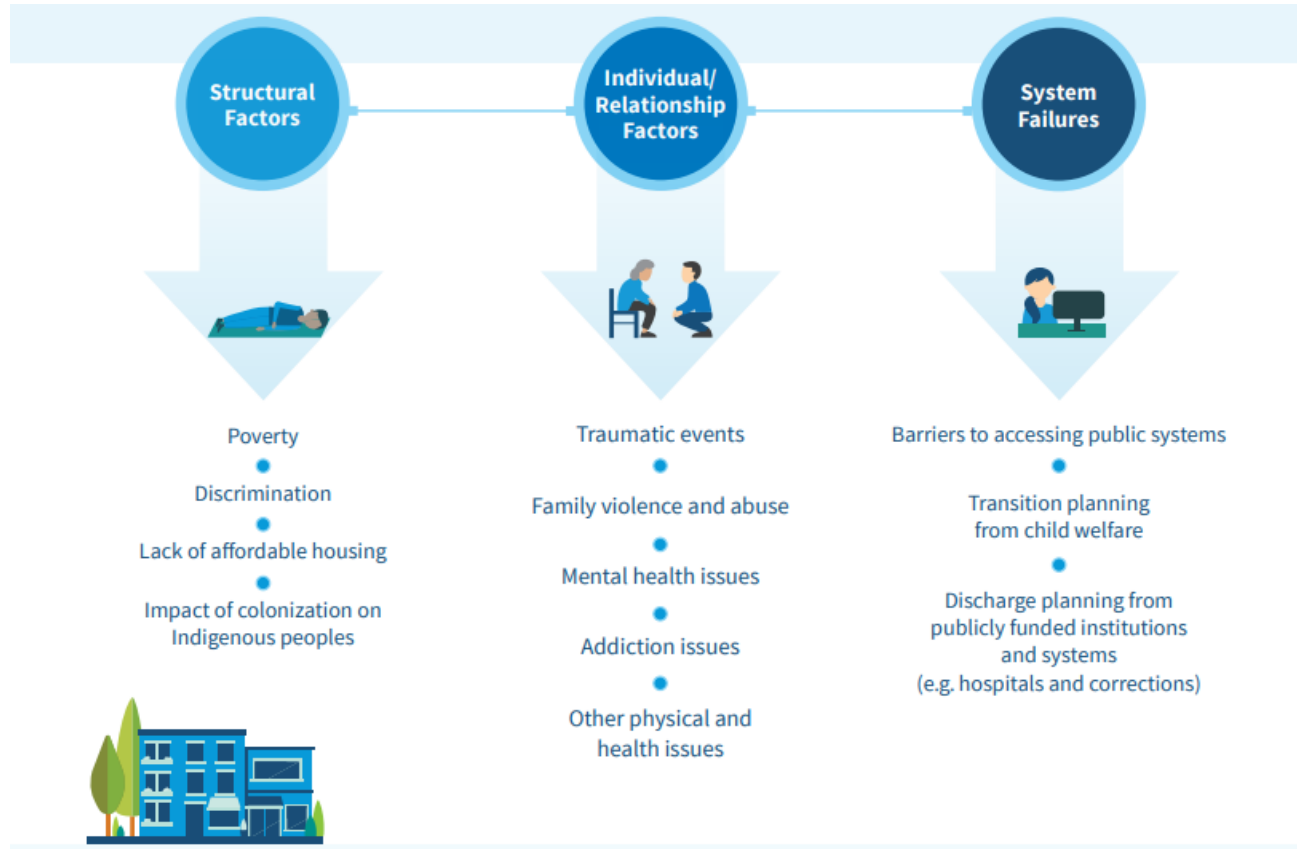 Structural
Factors
Individual/
Relationship
Factors
System
Failures
Poverty
Discrimination
Lack of affordable housing
Impact of colonization on
Indigenous peoples
Traumatic events
Family violence and abuse
Mental health issues
Addiction issues
Other physical and
health issues
Barriers to accessing public systems
Transition planning
from child welfare
Discharge planning from
publicly funded institutions
and systems
(e.g. hospitals and corrections)